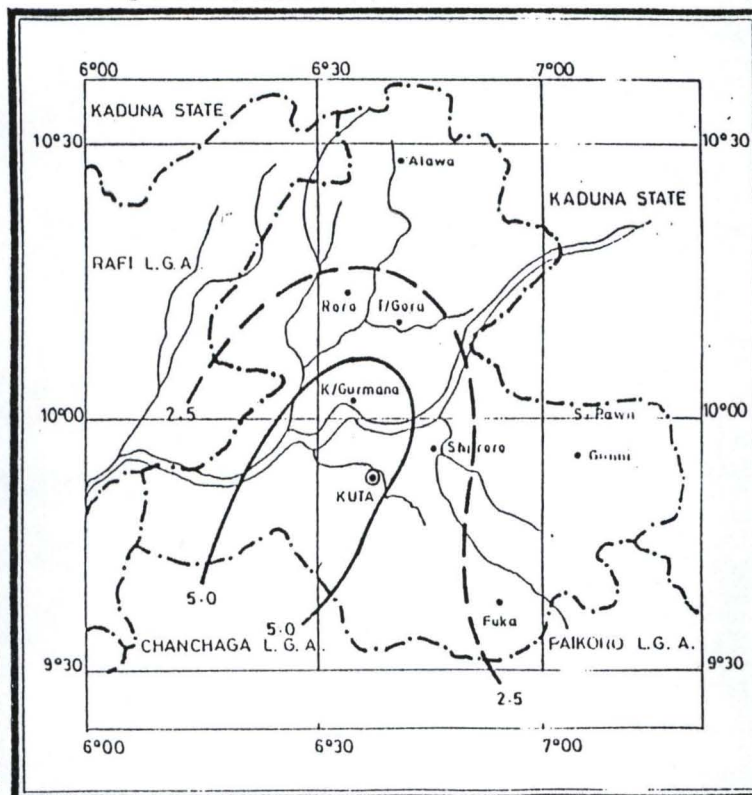 6°00 6°30 7°00
KADUNA STATE
10°30 10°30
Alawa
KADUNA STATE
RAFI L.G.A.
Rora T/Gora
K/Gurmana
2.5 10°00 10°00
S. Pawa
Shiroro Gunni
KUTA
5.0
5.0 Fuka
CHANCHAGA L.G.A. PAIKORO L.G.A.
9°30 9°30
2.5
6°00 6°30 7°00